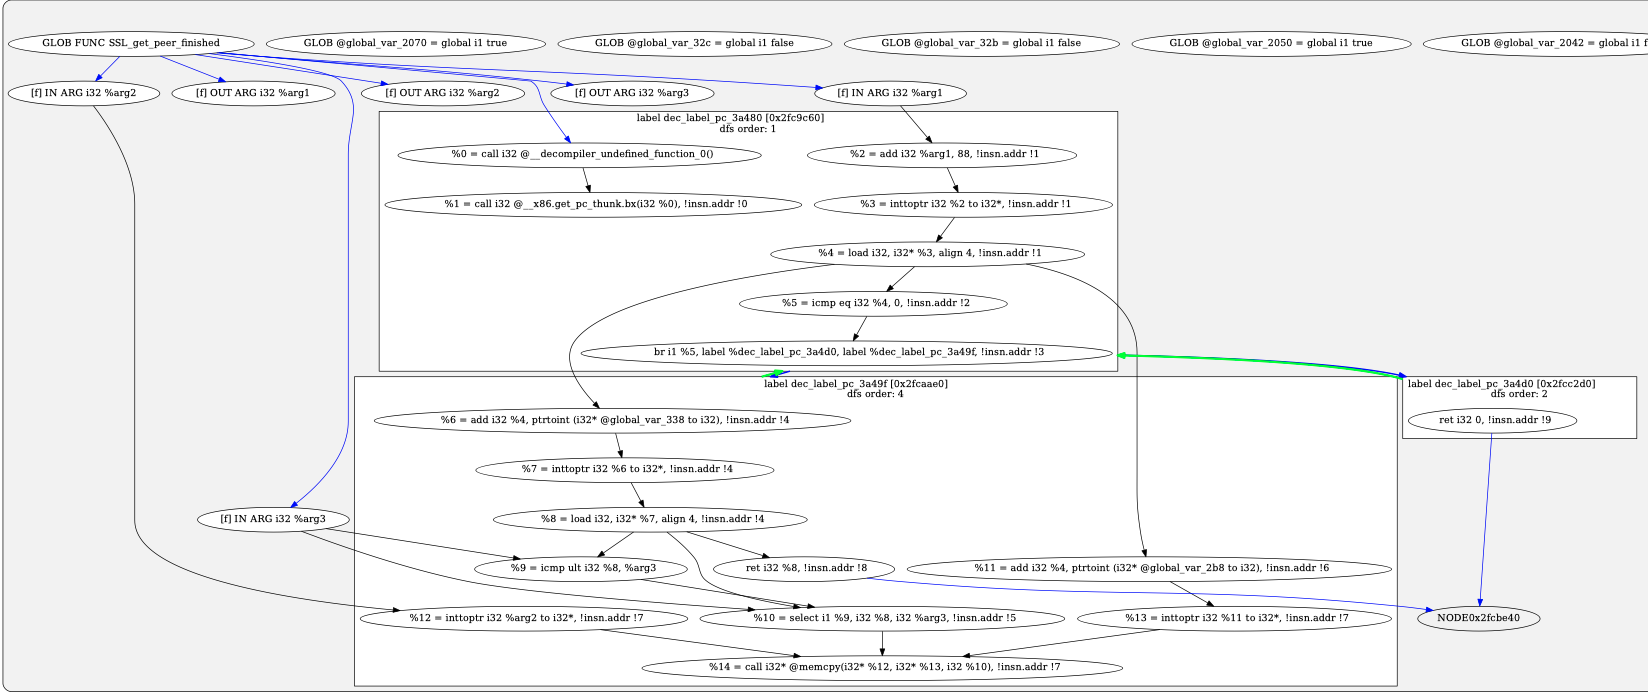 GLOB FUNC SSL_get_peer_finished
GLOB @global_var_2070 = global i1 true
GLOB @global_var_32c = global i1 false
GLOB @global_var_32b = global i1 false
GLOB @global_var_2050 = global i1 true
GLOB @global_var_2042 = global i1 f
[f] IN ARG i32 %arg2
[f] OUT ARG i32 %arg1
[f] OUT ARG i32 %arg2
[f] OUT ARG i32 %arg3
[f] IN ARG i32 %arg1
label dec_label_pc_3a480 [0x2fc9c60]
dfs order: 1
%0 = call i32 @__decompiler_undefined_function_0()
%2 = add i32 %arg1, 88, !insn.addr !1
%1 = call i32 @__x86.get_pc_thunk.bx(i32 %0), !insn.addr !0
%3 = inttoptr i32 %2 to i32*, !insn.addr !1
%4 = load i32, i32* %3, align 4, !insn.addr !1
%5 = icmp eq i32 %4, 0, !insn.addr !2
br i1 %5, label %dec_label_pc_3a4d0, label %dec_label_pc_3a49f, !insn.addr !3
label dec_label_pc_3a49f [0x2fcaae0]
dfs order: 4
label dec_label_pc_3a4d0 [0x2fcc2d0]
dfs order: 2
%6 = add i32 %4, ptrtoint (i32* @global_var_338 to i32), !insn.addr !4
ret i32 0, !insn.addr !9
%7 = inttoptr i32 %6 to i32*, !insn.addr !4
[f] IN ARG i32 %arg3
%8 = load i32, i32* %7, align 4, !insn.addr !4
%9 = icmp ult i32 %8, %arg3
ret i32 %8, !insn.addr !8
%11 = add i32 %4, ptrtoint (i32* @global_var_2b8 to i32), !insn.addr !6
%12 = inttoptr i32 %arg2 to i32*, !insn.addr !7
%10 = select i1 %9, i32 %8, i32 %arg3, !insn.addr !5
%13 = inttoptr i32 %11 to i32*, !insn.addr !7
NODE0x2fcbe40
%14 = call i32* @memcpy(i32* %12, i32* %13, i32 %10), !insn.addr !7